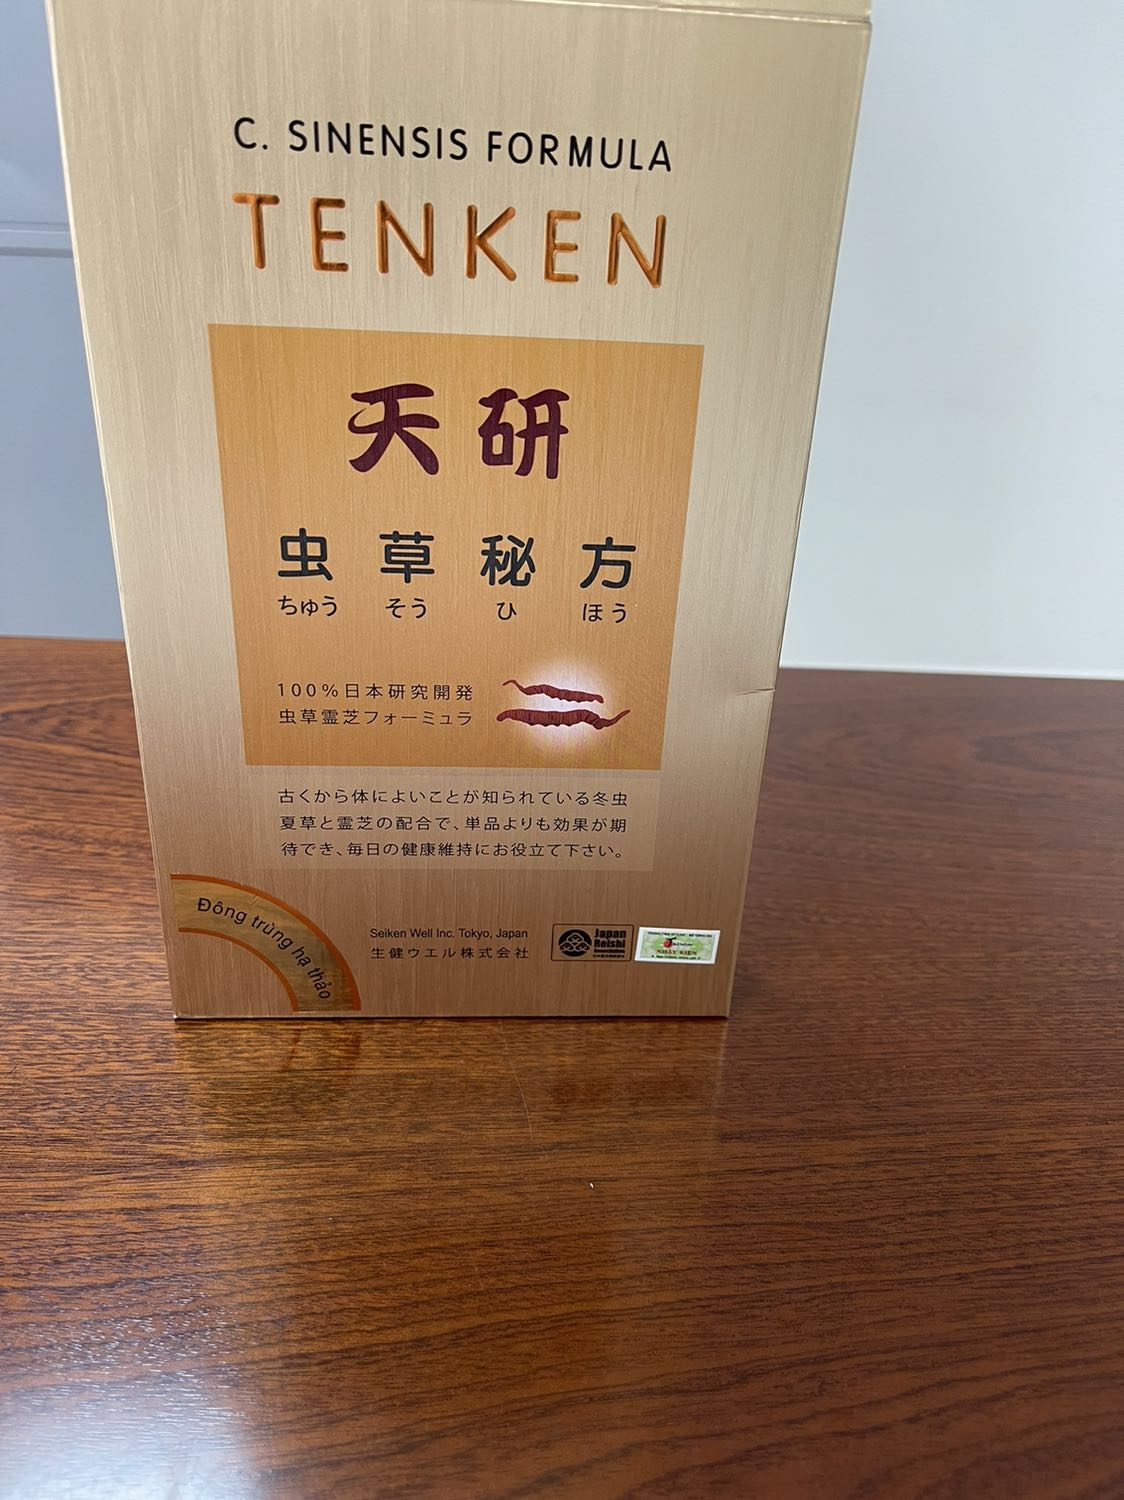 C. SINENSIS FORMULA
TENKEN
天研
虫草秘方
ちゅう そう ひ ほう
100%日本研究開発
虫草霊芝フォーミュラ
古くから体によいことが知られている冬虫
夏草と霊芝の配合で、単品よりも効果が期
待でき、毎日の健康維持にお役立て下さい。
Đông trùng hạ thảo
Seiken Well Inc. Tokyo, Japan
生健ウエル株式会社
Japan
Reishi
Association
NHẤT KIẾN